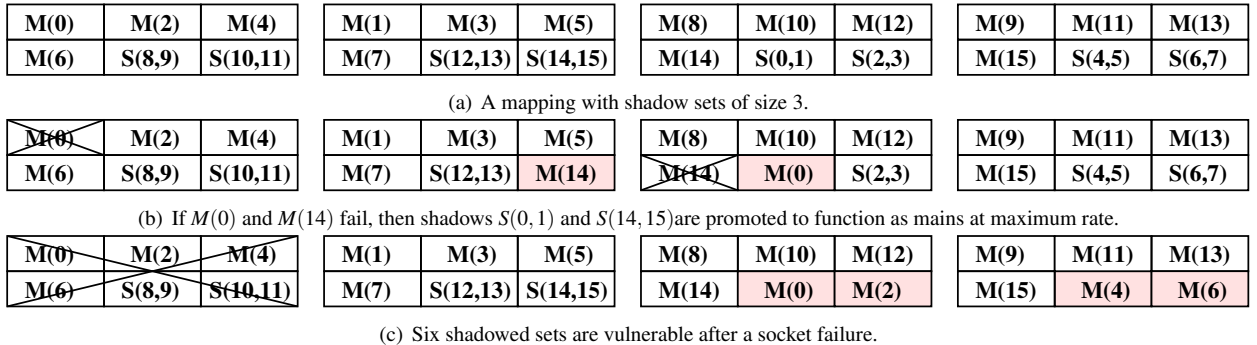 M(0) M(2) M(4) M(1) M(3) M(5) M(8) M(10) M(12) M(9) M(11) M(13)
M(6) S(8,9) S(10,11) M(7) S(12,13) S(14,15) M(14) S(0,1) S(2,3) M(15) S(4,5) S(6,7)
(a) A mapping with shadow sets of size 3.
M(0) M(2) M(4) M(1) M(3) M(5) M(8) M(10) M(12) M(9) M(11) M(13)
M(6) S(8,9) S(10,11) M(7) S(12,13) M(14) M(14) M(0) S(2,3) M(15) S(4,5) S(6,7)
(b) If M(0) and M(14) fail, then shadows S(0,1) and S(14,15)are promoted to function as mains at maximum rate.
M(0) M(2) M(4) M(1) M(3) M(5) M(8) M(10) M(12) M(9) M(11) M(13)
M(6) S(8,9) S(10,11) M(7) S(12,13) S(14,15) M(14) M(0) M(2) M(15) M(4) M(6)
(c) Six shadowed sets are vulnerable after a socket failure.